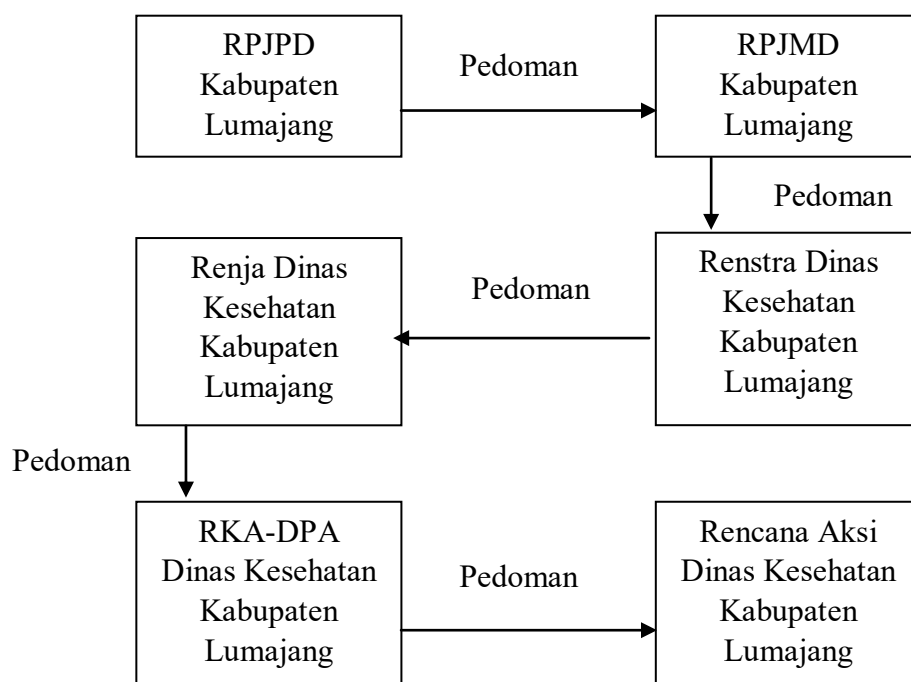 RPJPD
Kabupaten
Lumajang
Pedoman
RPJMD
Kabupaten
Lumajang
Pedoman
Renstra Dinas
Kesehatan
Kabupaten
Lumajang
Pedoman
Renja Dinas
Kesehatan
Kabupaten
Lumajang
Pedoman
RKA-DPA
Dinas Kesehatan
Kabupaten
Lumajang
Pedoman
Rencana Aksi
Dinas Kesehatan
Kabupaten
Lumajang